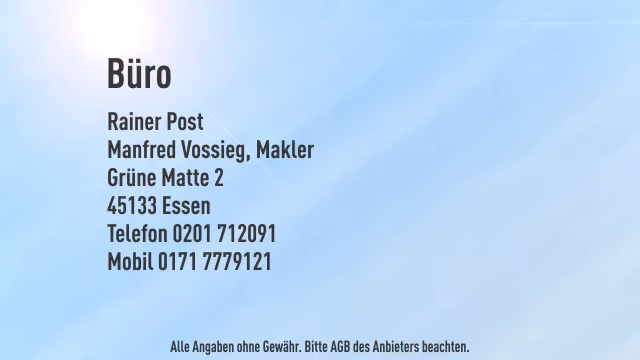 Büro
Rainer Post
Manfred Vossieg, Makler
Grüne Matte 2
45133 Essen
Telefon 0201 712091
Mobil 0171 7779121
Alle Angaben ohne Gewähr. Bitte AGB des Anbieters beachten.